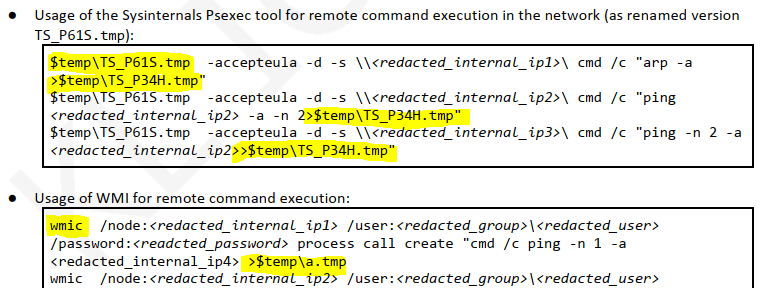 ● Usage of the Sysinternals Psexec tool for remote command execution in the network (as renamed version
TS_P61S.tmp):
$temp\TS_P61S.tmp  -accepteula -d -s \\<redacted_internal_ip1>\ cmd /c "arp -a
>$temp\TS_P34H.tmp"
$temp\TS_P61S.tmp  -accepteula -d -s \\<redacted_internal_ip2>\ cmd /c "ping
<redacted_internal_ip2> -a -n 2>$temp\TS_P34H.tmp"
$temp\TS_P61S.tmp  -accepteula -d -s \\<redacted_internal_ip3>\ cmd /c "ping -n 2 -a
<redacted_internal_ip2>>$temp\TS_P34H.tmp"
● Usage of WMI for remote command execution:
wmic  /node:<redacted_internal_ip1> /user:<redacted_group>\<redacted_user>
/password:<readcted_password> process call create "cmd /c ping -n 1 -a
<redacted_internal_ip4> >$temp\a.tmp
wmic  /node:<redacted_internal_ip2> /user:<redacted_group>\<redacted_user>